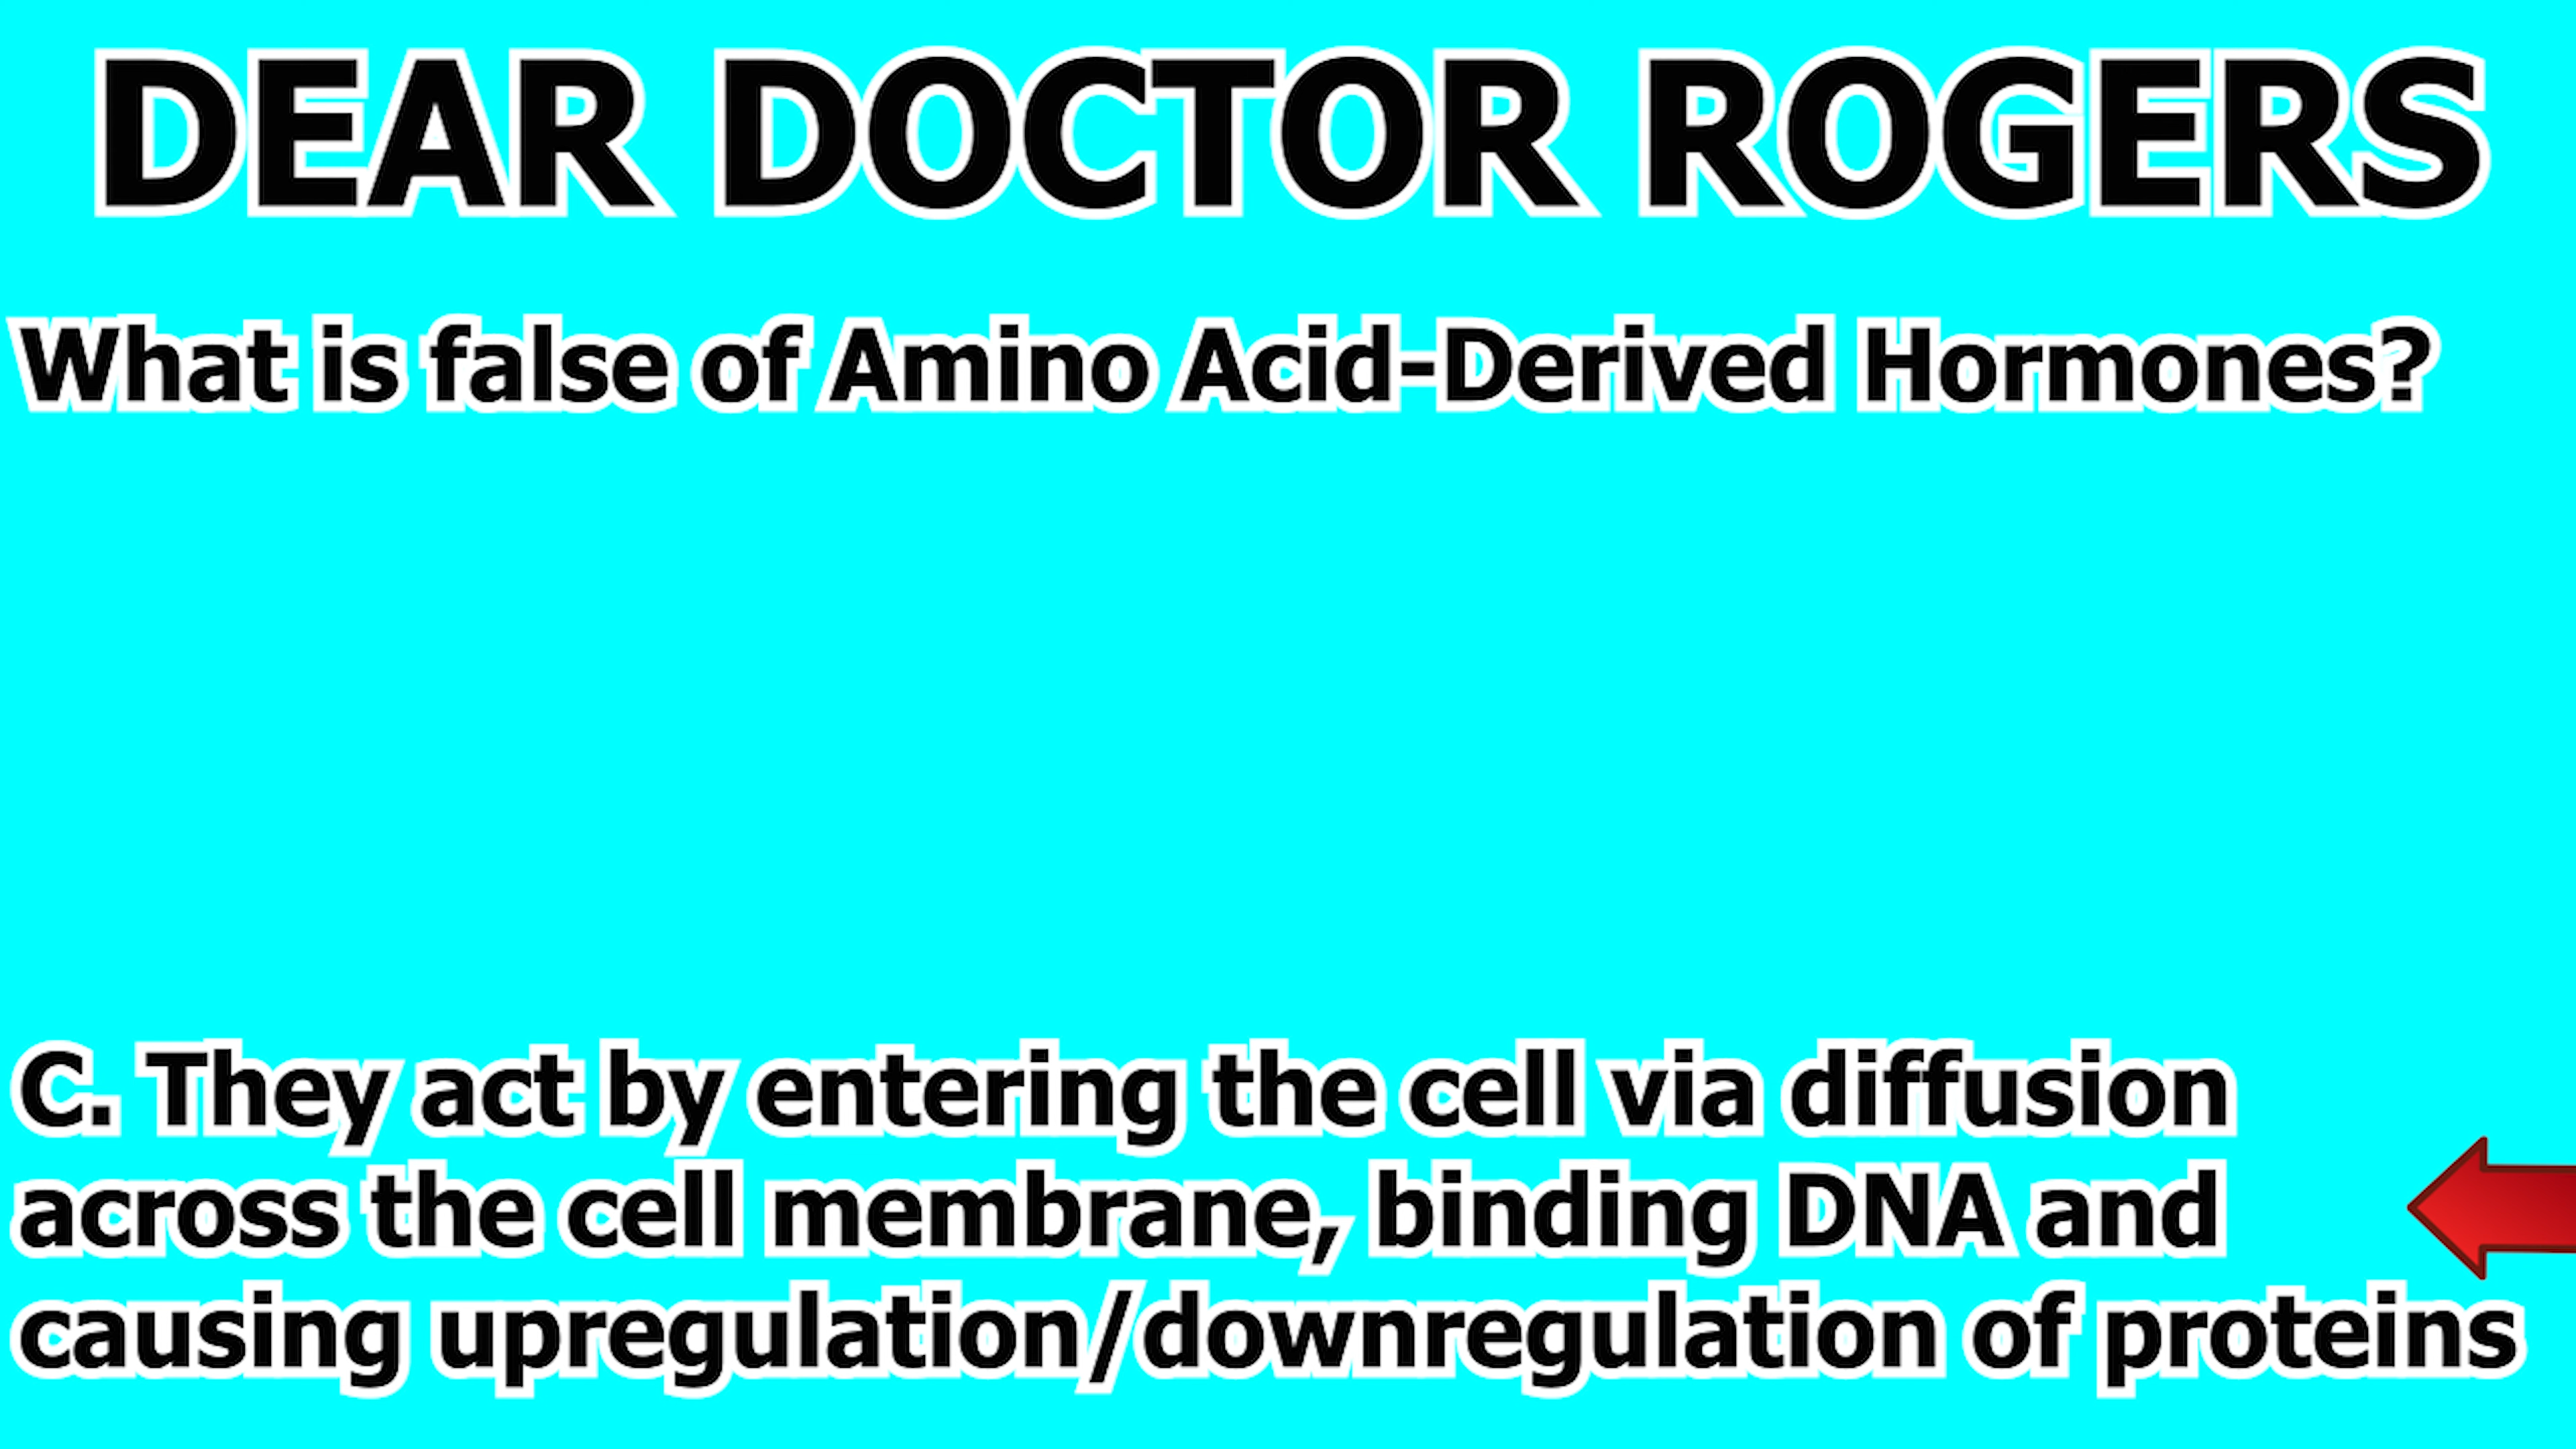 DEAR DOCTOR ROGERS
What is false of Amino Acid-Derived Hormones?
C. They act by entering the cell via diffusion
across the cell membrane, binding DNA and
causing upregulation/downregulation of proteins